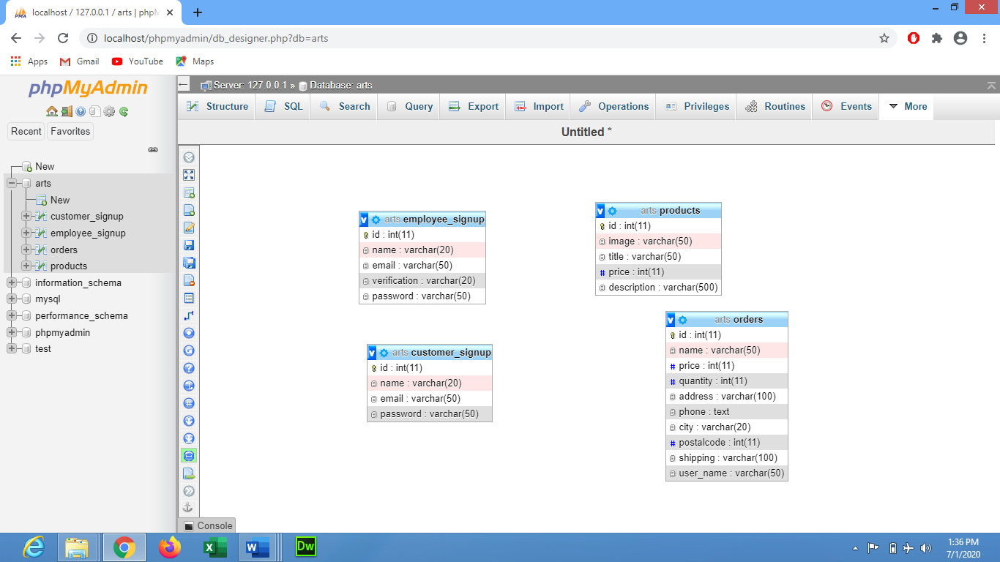 localhost / 127.0.0.1 / arts | phpM
localhost/phpmyadmin/db_designer.php?db=arts
Apps Gmail YouTube Maps
phpMyAdmin
Recent Favorites
New
arts
New
customer_signup
employee_signup
orders
products
information_schema
mysql
performance_schema
phpmyadmin
test
Server: 127.0.0.1 » Database: arts
Structure SQL Search Query Export Import Operations Privileges Routines Events More
Untitled *
arts employee_signup
id : int(11)
name : varchar(20)
email : varchar(50)
verification : varchar(20)
password : varchar(50)
arts products
id : int(11)
image : varchar(50)
title : varchar(50)
price : int(11)
description : varchar(500)
arts customer_signup
id : int(11)
name : varchar(20)
email : varchar(50)
password : varchar(50)
arts orders
id : int(11)
name : varchar(50)
price : int(11)
quantity : int(11)
address : varchar(100)
phone : text
city : varchar(20)
postalcode : int(11)
shipping : varchar(100)
user_name : varchar(50)
Console
Dw
1:36 PM
7/1/2020